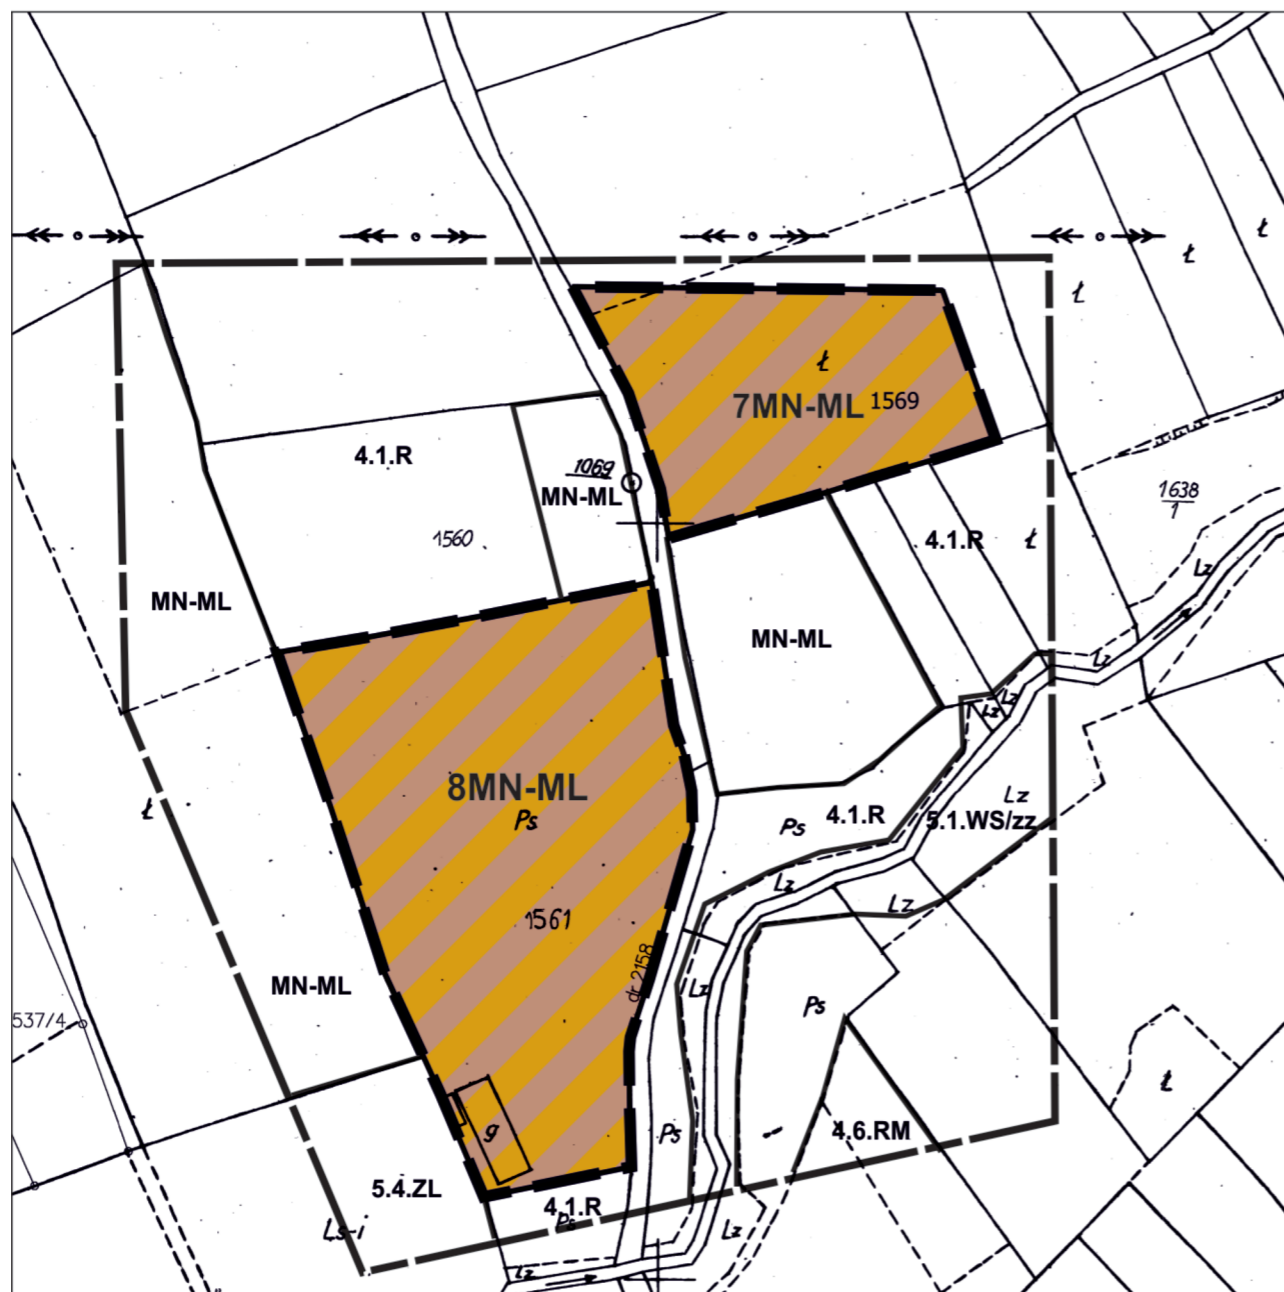 ł
ł
ł
ł
7MN-ML 1569
4.1.R
1069
MN-ML
1638
1
1560
4.1.R
ł
Lz
MN-ML
MN-ML
Lz
Lz
Lz
8MN-ML
Ps
ł
Lz
Ps
4.1.R
5.1.WS/zz
Lz
Lz
1561
dr 2158
MN-ML
Lz
Ps
537/4
ł
g
Ps
4.6.RM
5.4.ZL
4.1.R
Ps
Ls-i
Lz
Lz